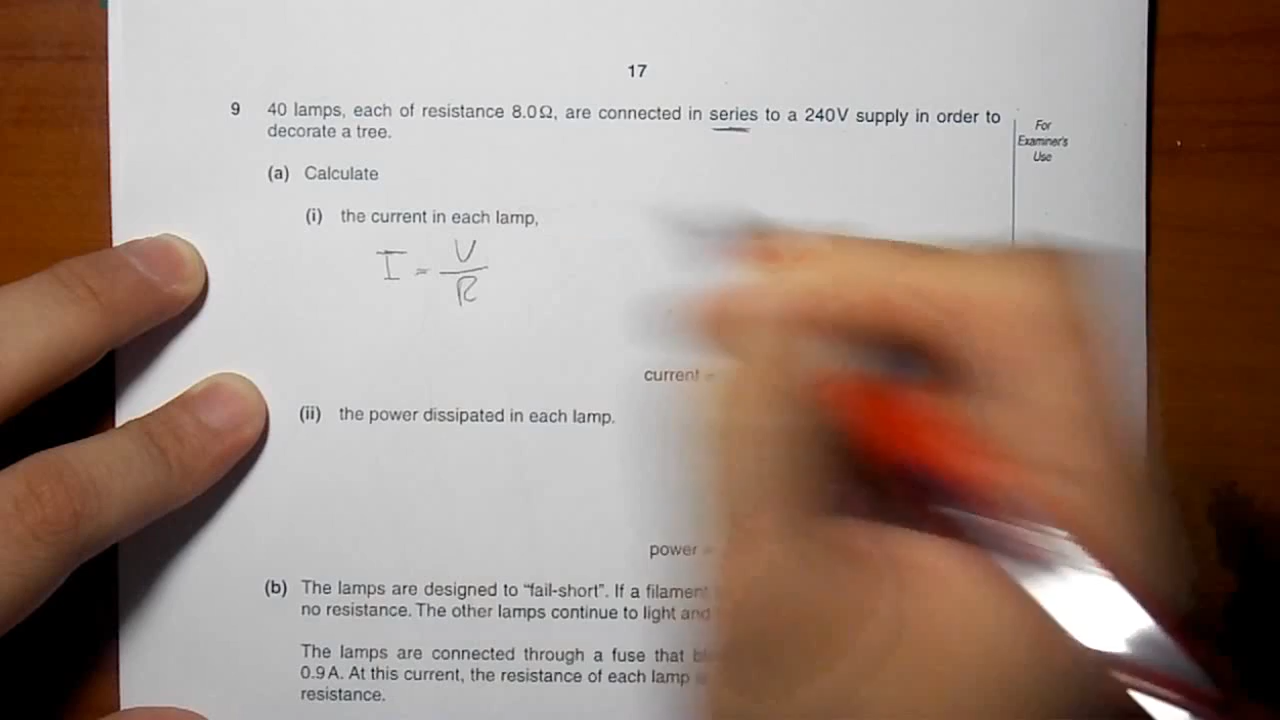 17
9 40 lamps, each of resistance 8.0Ω, are connected in series to a 240V supply in order to
decorate a tree.
For
Examiner's
Use
(a) Calculate
(i) the current in each lamp,
I = V
R
current =
(ii) the power dissipated in each lamp.
power =
(b) The lamps are designed to “fail-short”. If a filament
no resistance. The other lamps continue to light and
The lamps are connected through a fuse that
0.9A. At this current, the resistance of each lamp
resistance.